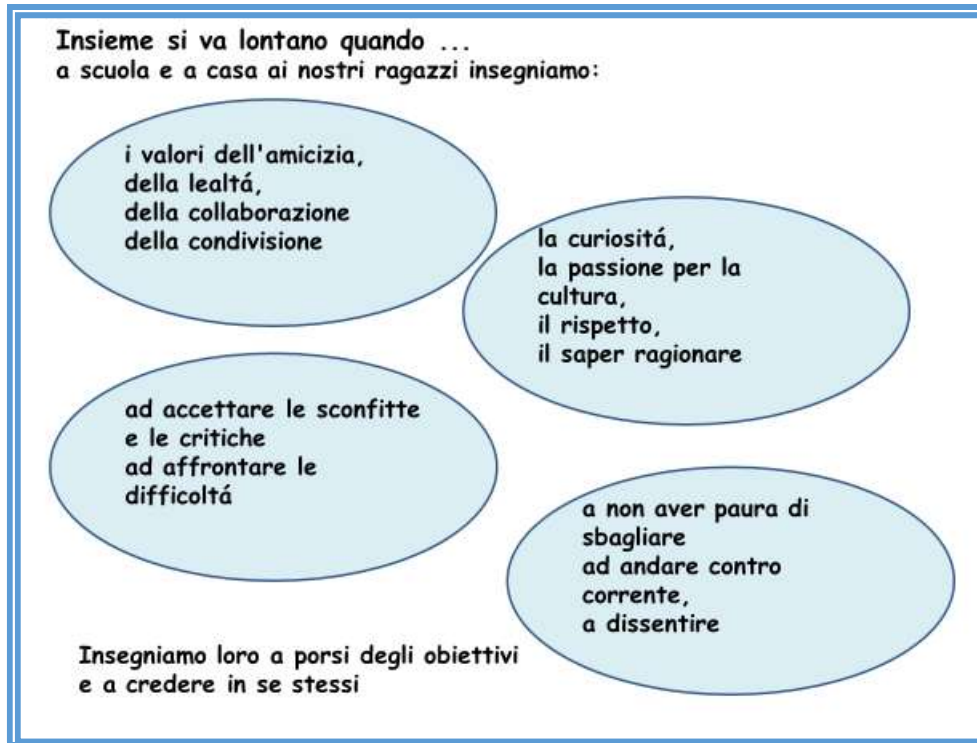 Insieme si va lontano quando ...
a scuola e a casa ai nostri ragazzi insegniamo:
i valori dell'amicizia,
della lealtá,
della collaborazione
della condivisione
la curiositá,
la passione per la
cultura,
il rispetto,
il saper ragionare
ad accettare le sconfitte
e le critiche
ad affrontare le
difficoltá
a non aver paura di
sbagliare
ad andare contro
corrente,
a dissentire
Insegniamo loro a porsi degli obiettivi
e a credere in se stessi